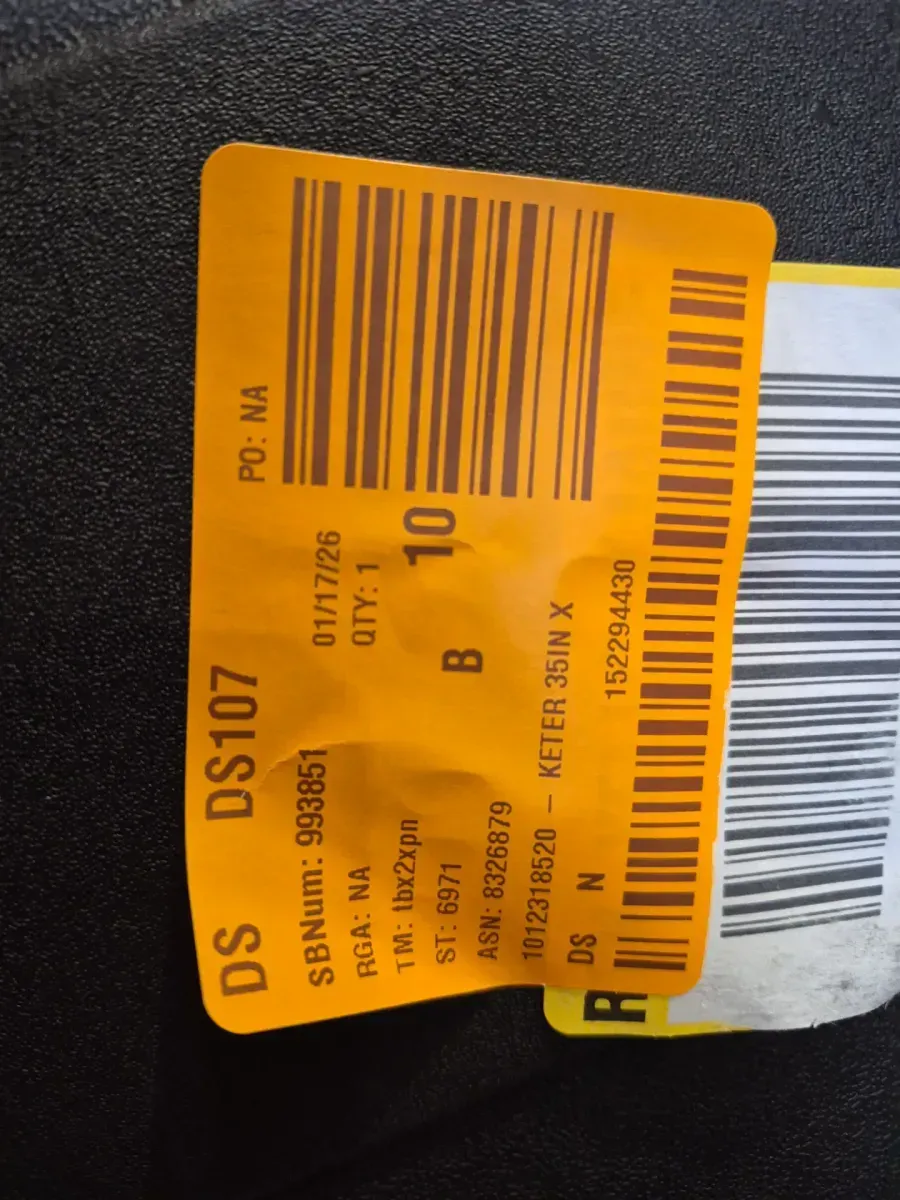 DS DS107 PO: NA
SBNum: 993851 01/17/26
RGA: NA QTY: 1
TM: tbx2xpn 10
ST: 6971 B
ASN: 8326879
1012318520 – KETER 35IN X
DS N 152294430
R